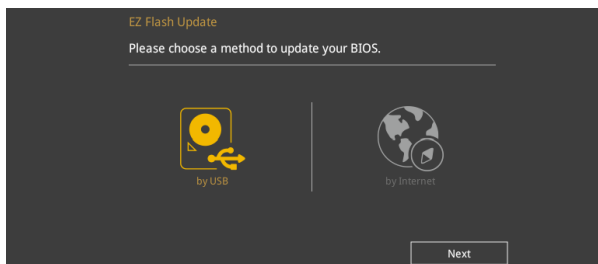 EZ Flash Update
Please choose a method to update your BIOS.
by USB
by Internet
Next